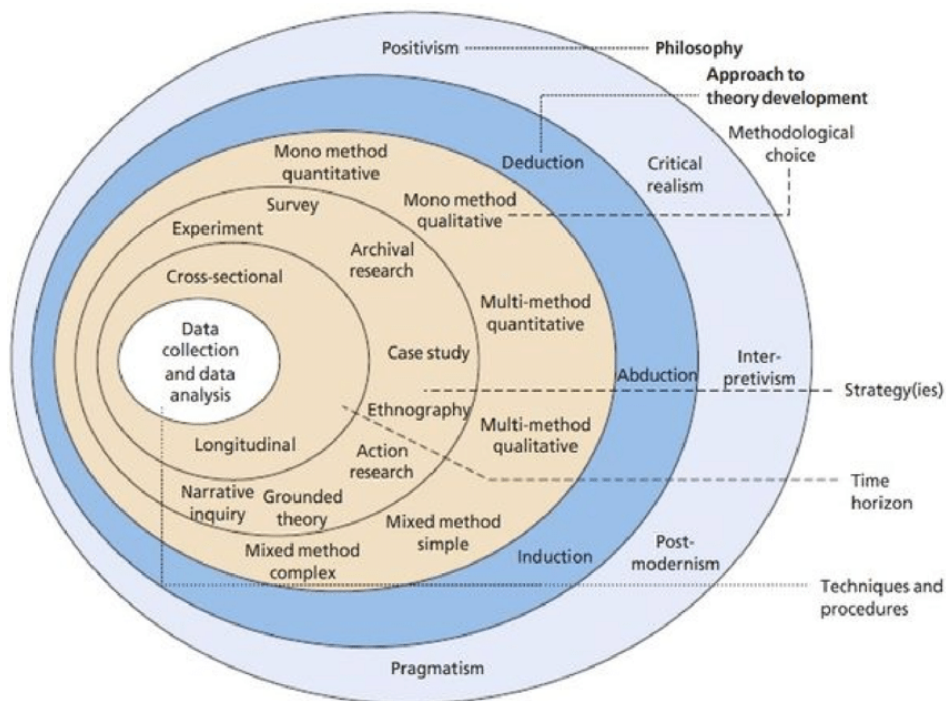 Positivism
Philosophy
Approach to
theory development
Methodological
choice
Mono method
quantitative
Deduction
Critical
realism
Mono method
qualitative
Survey
Experiment
Archival
research
Cross-sectional
Multi-method
quantitative
Data
collection
and data
analysis
Case study
Abduction
Inter-
pretivism
Strategy(ies)
Ethnography
Multi-method
qualitative
Longitudinal
Action
research
Time
horizon
Narrative
inquiry
Grounded
theory
Mixed method
simple
Mixed method
complex
Induction
Post-
modernism
Techniques and
procedures
Pragmatism